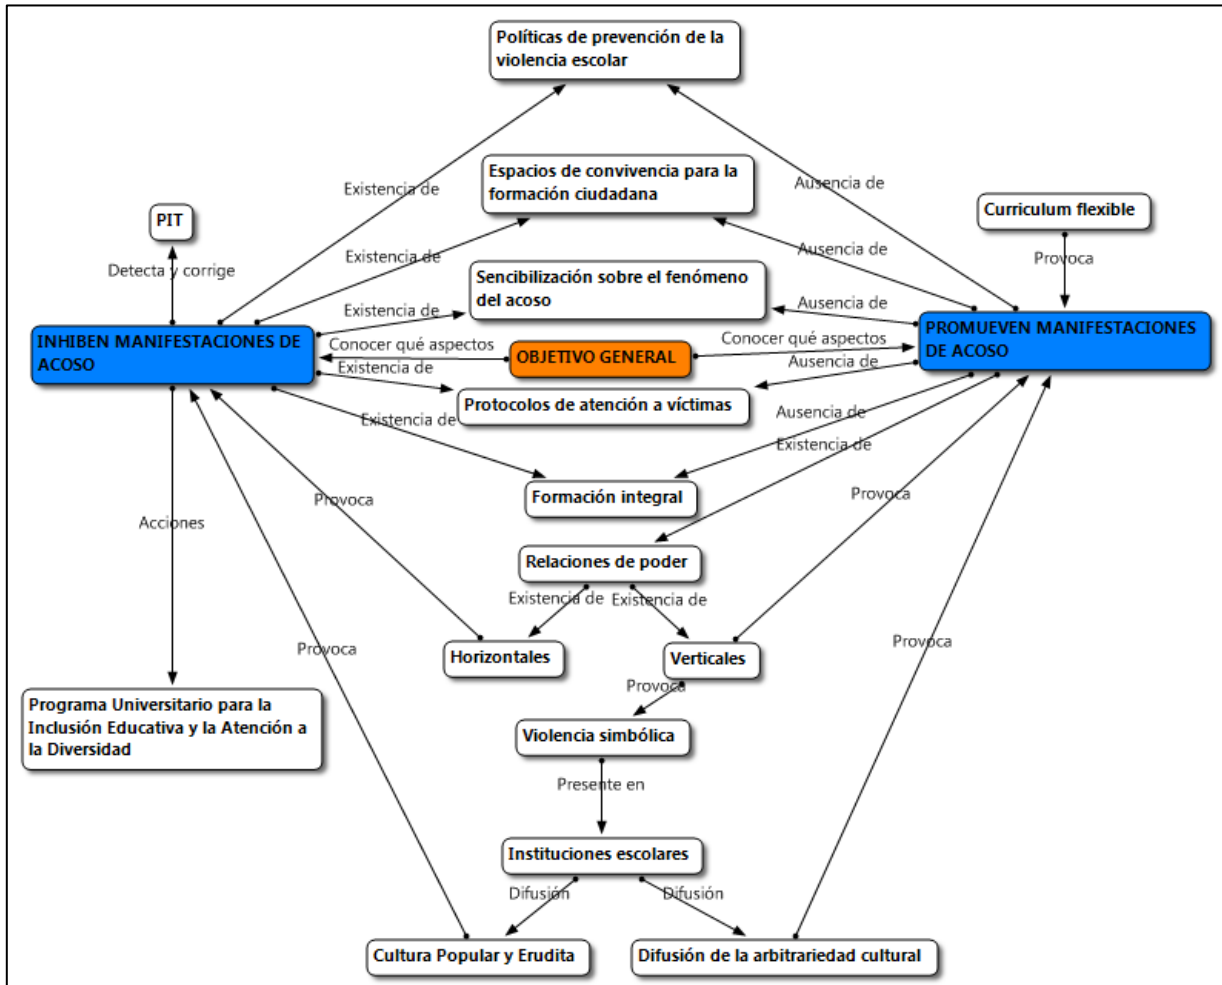 Políticas de prevención de la
violencia escolar
Espacios de convivencia para la
formación ciudadana
Existencia de
Ausencia de
PIT
Curriculum flexible
Detecta y corrige
Existencia de
Ausencia de
Provoca
Sencibilización sobre el fenómeno
del acoso
Existencia de
Ausencia de
INHIBEN MANIFESTACIONES DE
ACOSO
Conocer qué aspectos
OBJETIVO GENERAL
Conocer qué aspectos
PROMUEVEN MANIFESTACIONES
DE ACOSO
Existencia de
Ausencia de
Protocolos de atención a víctimas
Existencia de
Ausencia de
Existencia de
Formación integral
Provoca
Provoca
Acciones
Relaciones de poder
Existencia de
Existencia de
Provoca
Horizontales
Verticales
Provoca
Provoca
Programa Universitario para la
Inclusión Educativa y la Atención a
la Diversidad
Violencia simbólica
Presente en
Instituciones escolares
Difusión
Difusión
Cultura Popular y Erudita
Difusión de la arbitrariedad cultural